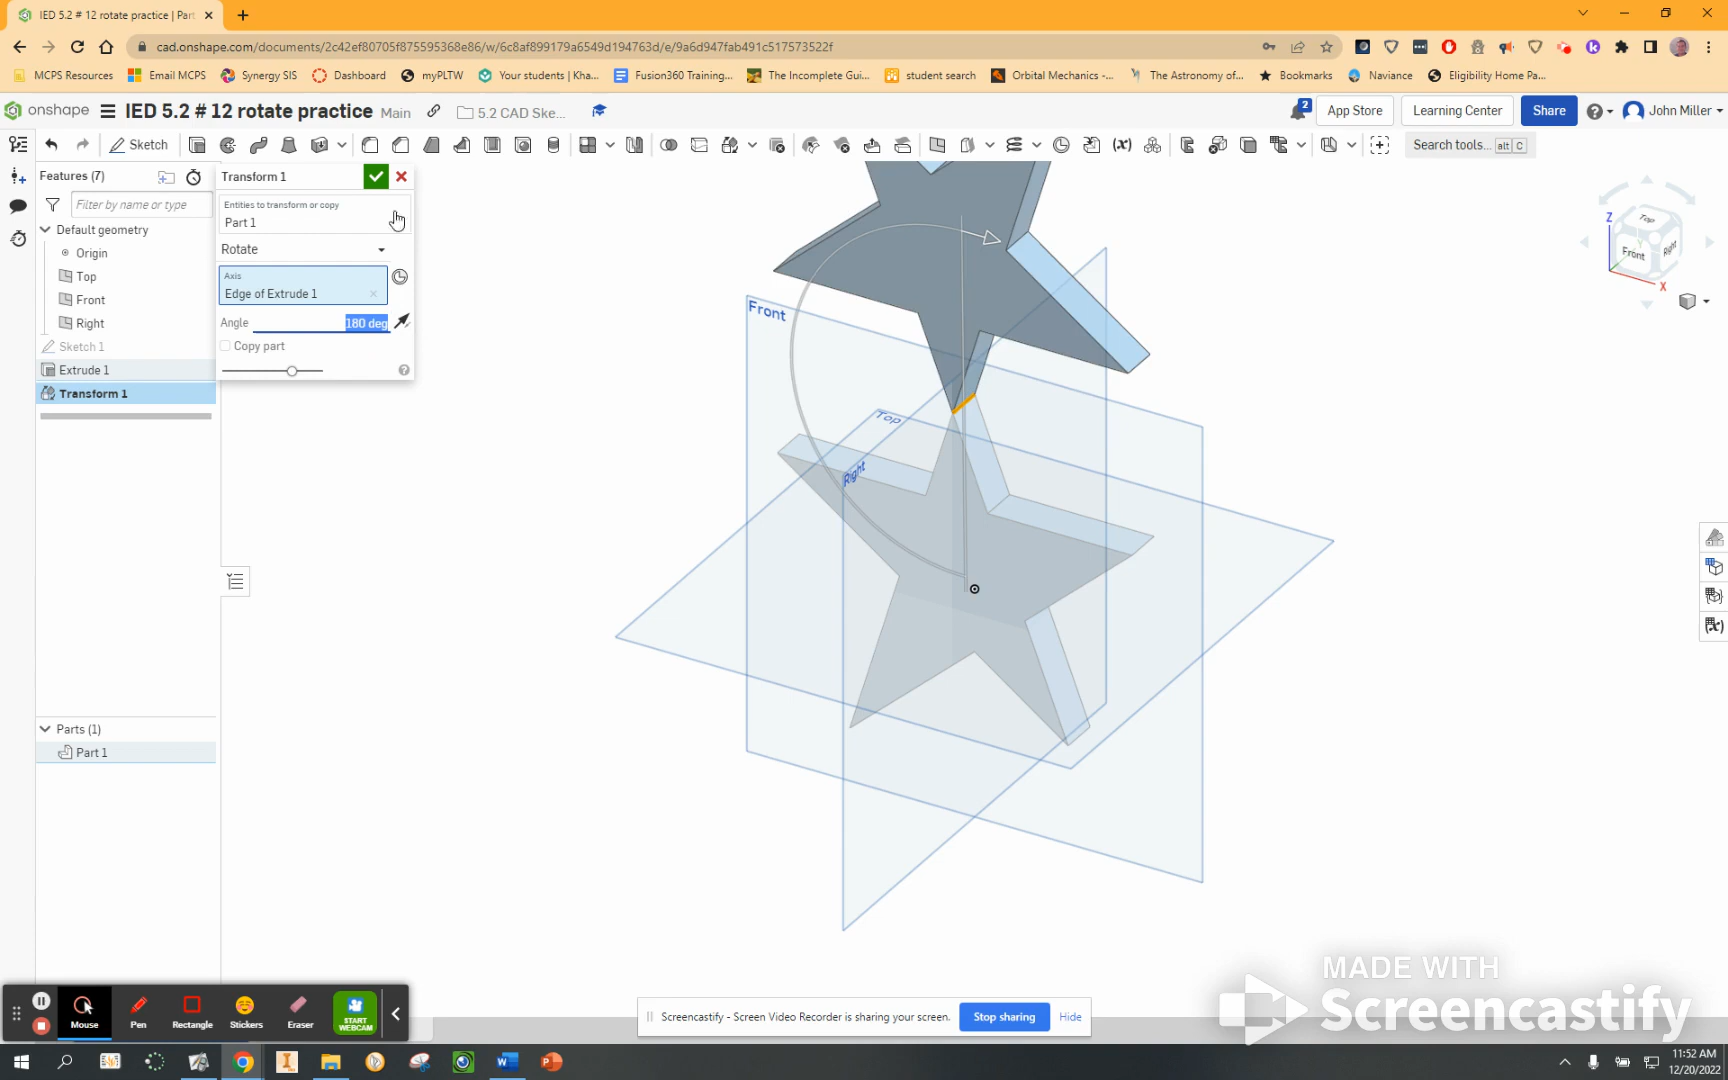 IED 5.2 # 12 rotate practice | Part
cad.onshape.com/documents/2c42ef80705f875595368e86/w/6c8af899179a6549d194763d/e/9a6d947fab491c517573522f
MCPS Resources
Email MCPS
Synergy SIS
Dashboard
myPLTW
Your students | Kha...
Fusion360 Training...
The Incomplete Gui...
student search
Orbital Mechanics -...
The Astronomy of...
Bookmarks
Naviance
Eligibility Home Pa...
onshape
IED 5.2 # 12 rotate practice
Main
5.2 CAD Ske...
2
App Store
Learning Center
Share
John Miller
Sketch
Search tools...
alt C
Features (7)
Filter by name or type
Default geometry
Origin
Top
Front
Right
Sketch 1
Extrude 1
Transform 1
Parts (1)
Part 1
Transform 1
Entities to transform or copy
Part 1
Rotate
Axis
Edge of Extrude 1
Angle
180 deg
Copy part
Front
Top
Right
Z
Top
Front
Right
X
Y
Mouse
Pen
Rectangle
Stickers
Eraser
START
WEBCAM
Screencastify - Screen Video Recorder is sharing your screen.
Stop sharing
Hide
MADE WITH
Screencastify
11:52 AM
12/20/2022